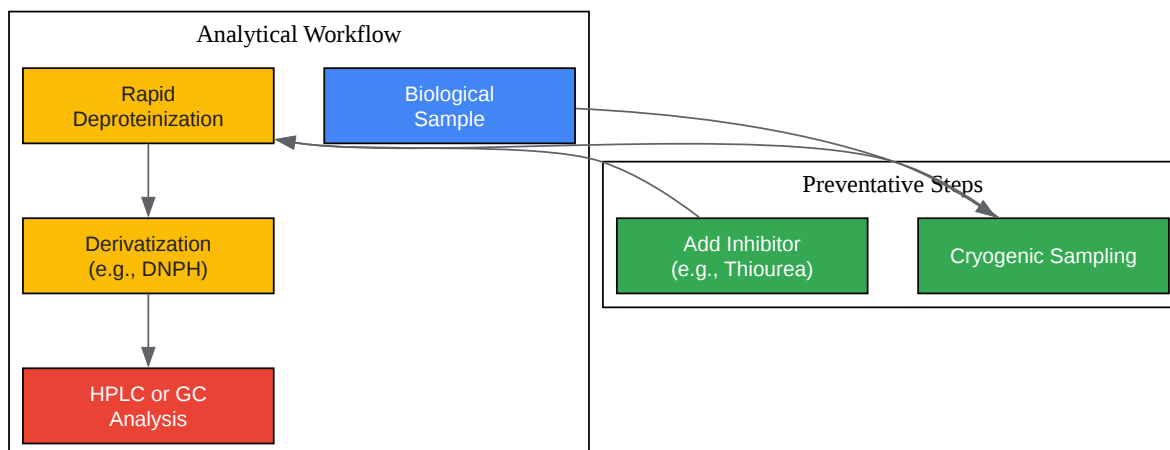 Analytical Workflow
Rapid
Deproteinization
Biological
Sample
Preventative Steps
Derivatization
(e.g., DNPH)
Add Inhibitor
(e.g., Thiourea)
Cryogenic Sampling
HPLC or GC
Analysis